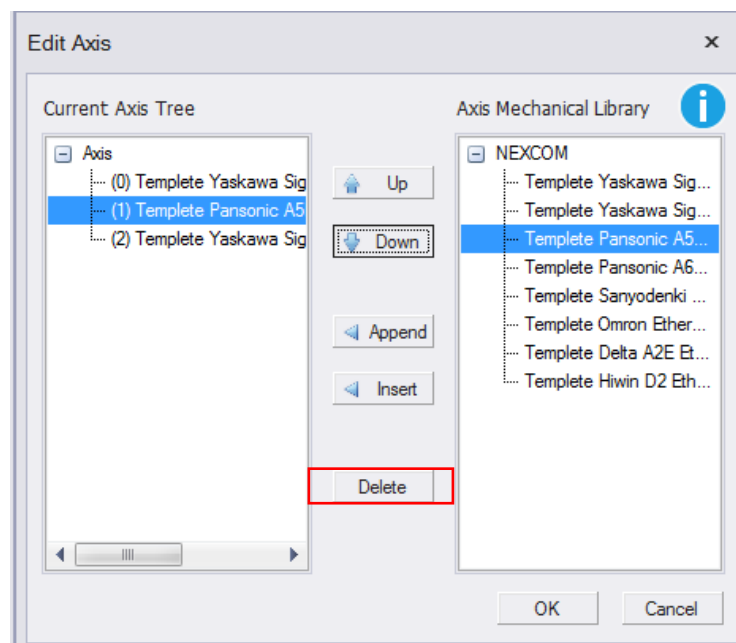 Edit Axis
Current Axis Tree
Axis Mechanical Library
Axis
(0) Templete Yaskawa Sig
(1) Templete Pansonic A5
(2) Templete Yaskawa Sig
Up
Down
Append
Insert
Delete
NEXCOM
Templete Yaskawa Sig...
Templete Yaskawa Sig...
Templete Pansonic A5...
Templete Pansonic A6...
Templete Sanyodenki ...
Templete Omron Ether...
Templete Delta A2E Et...
Templete Hiwin D2 Eth...
OK
Cancel